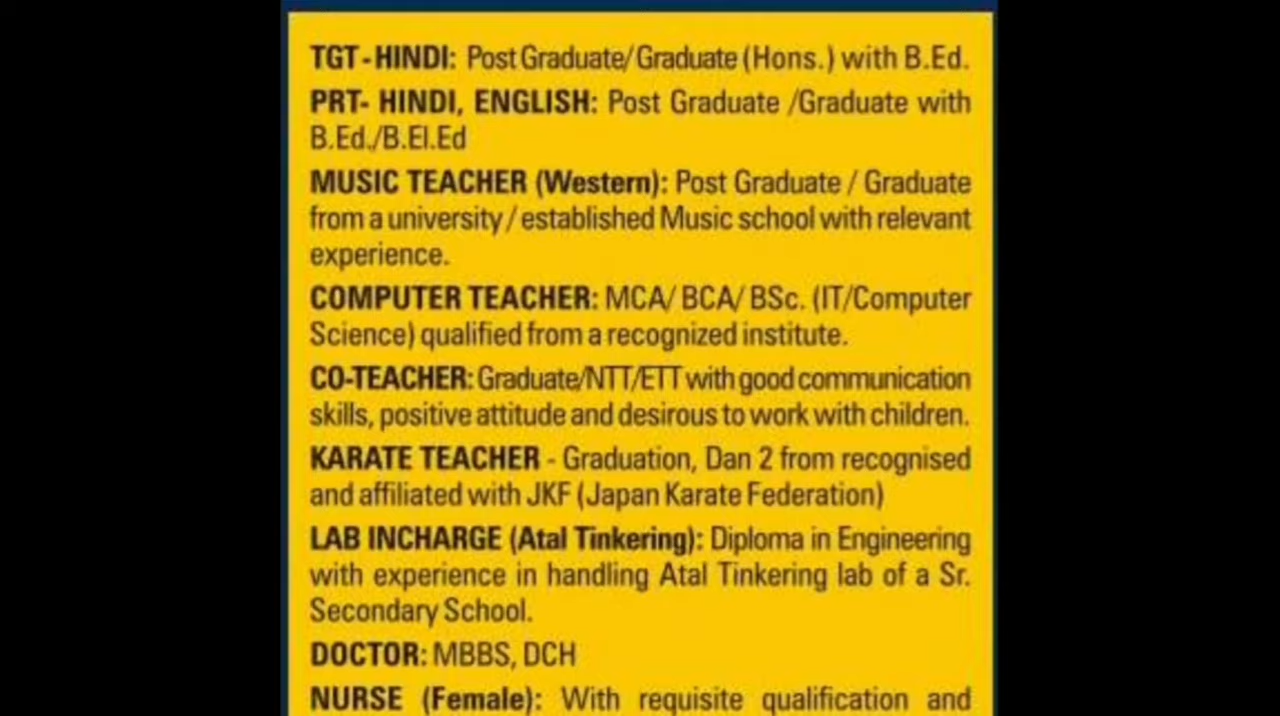 TGT - HINDI: Post Graduate/ Graduate (Hons.) with B.Ed.
PRT- HINDI, ENGLISH: Post Graduate /Graduate with
B.Ed./B.El.Ed
MUSIC TEACHER (Western): Post Graduate / Graduate
from a university / established Music school with relevant
experience.
COMPUTER TEACHER: MCA/ BCA/ BSc. (IT/Computer
Science) qualified from a recognized institute.
CO-TEACHER: Graduate/NTT/ETT with good communication
skills, positive attitude and desirous to work with children.
KARATE TEACHER - Graduation, Dan 2 from recognised
and affiliated with JKF (Japan Karate Federation)
LAB INCHARGE (Atal Tinkering): Diploma in Engineering
with experience in handling Atal Tinkering lab of a Sr.
Secondary School.
DOCTOR: MBBS, DCH
NURSE (Female): With requisite qualification and